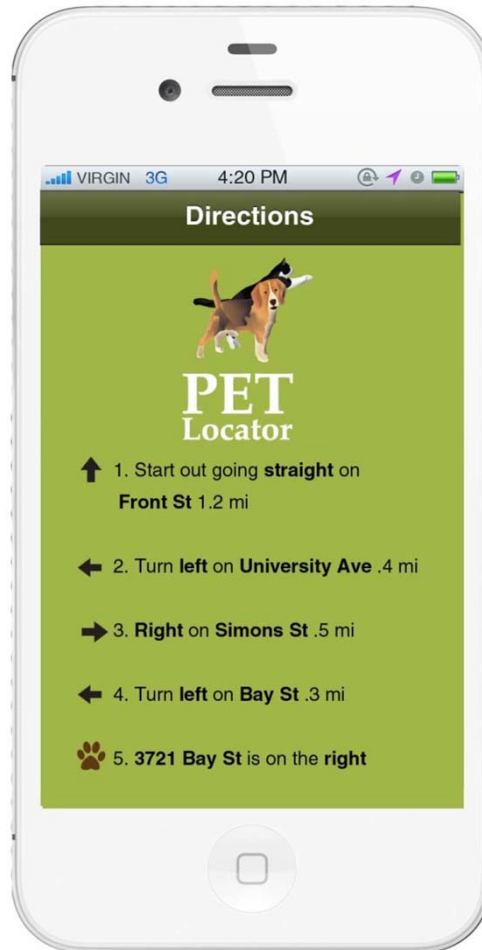 VIRGIN 3G 4:20 PM
Directions
PET
Locator
1. Start out going straight on
Front St 1.2 mi
2. Turn left on University Ave .4 mi
3. Right on Simons St .5 mi
4. Turn left on Bay St .3 mi
5. 3721 Bay St is on the right